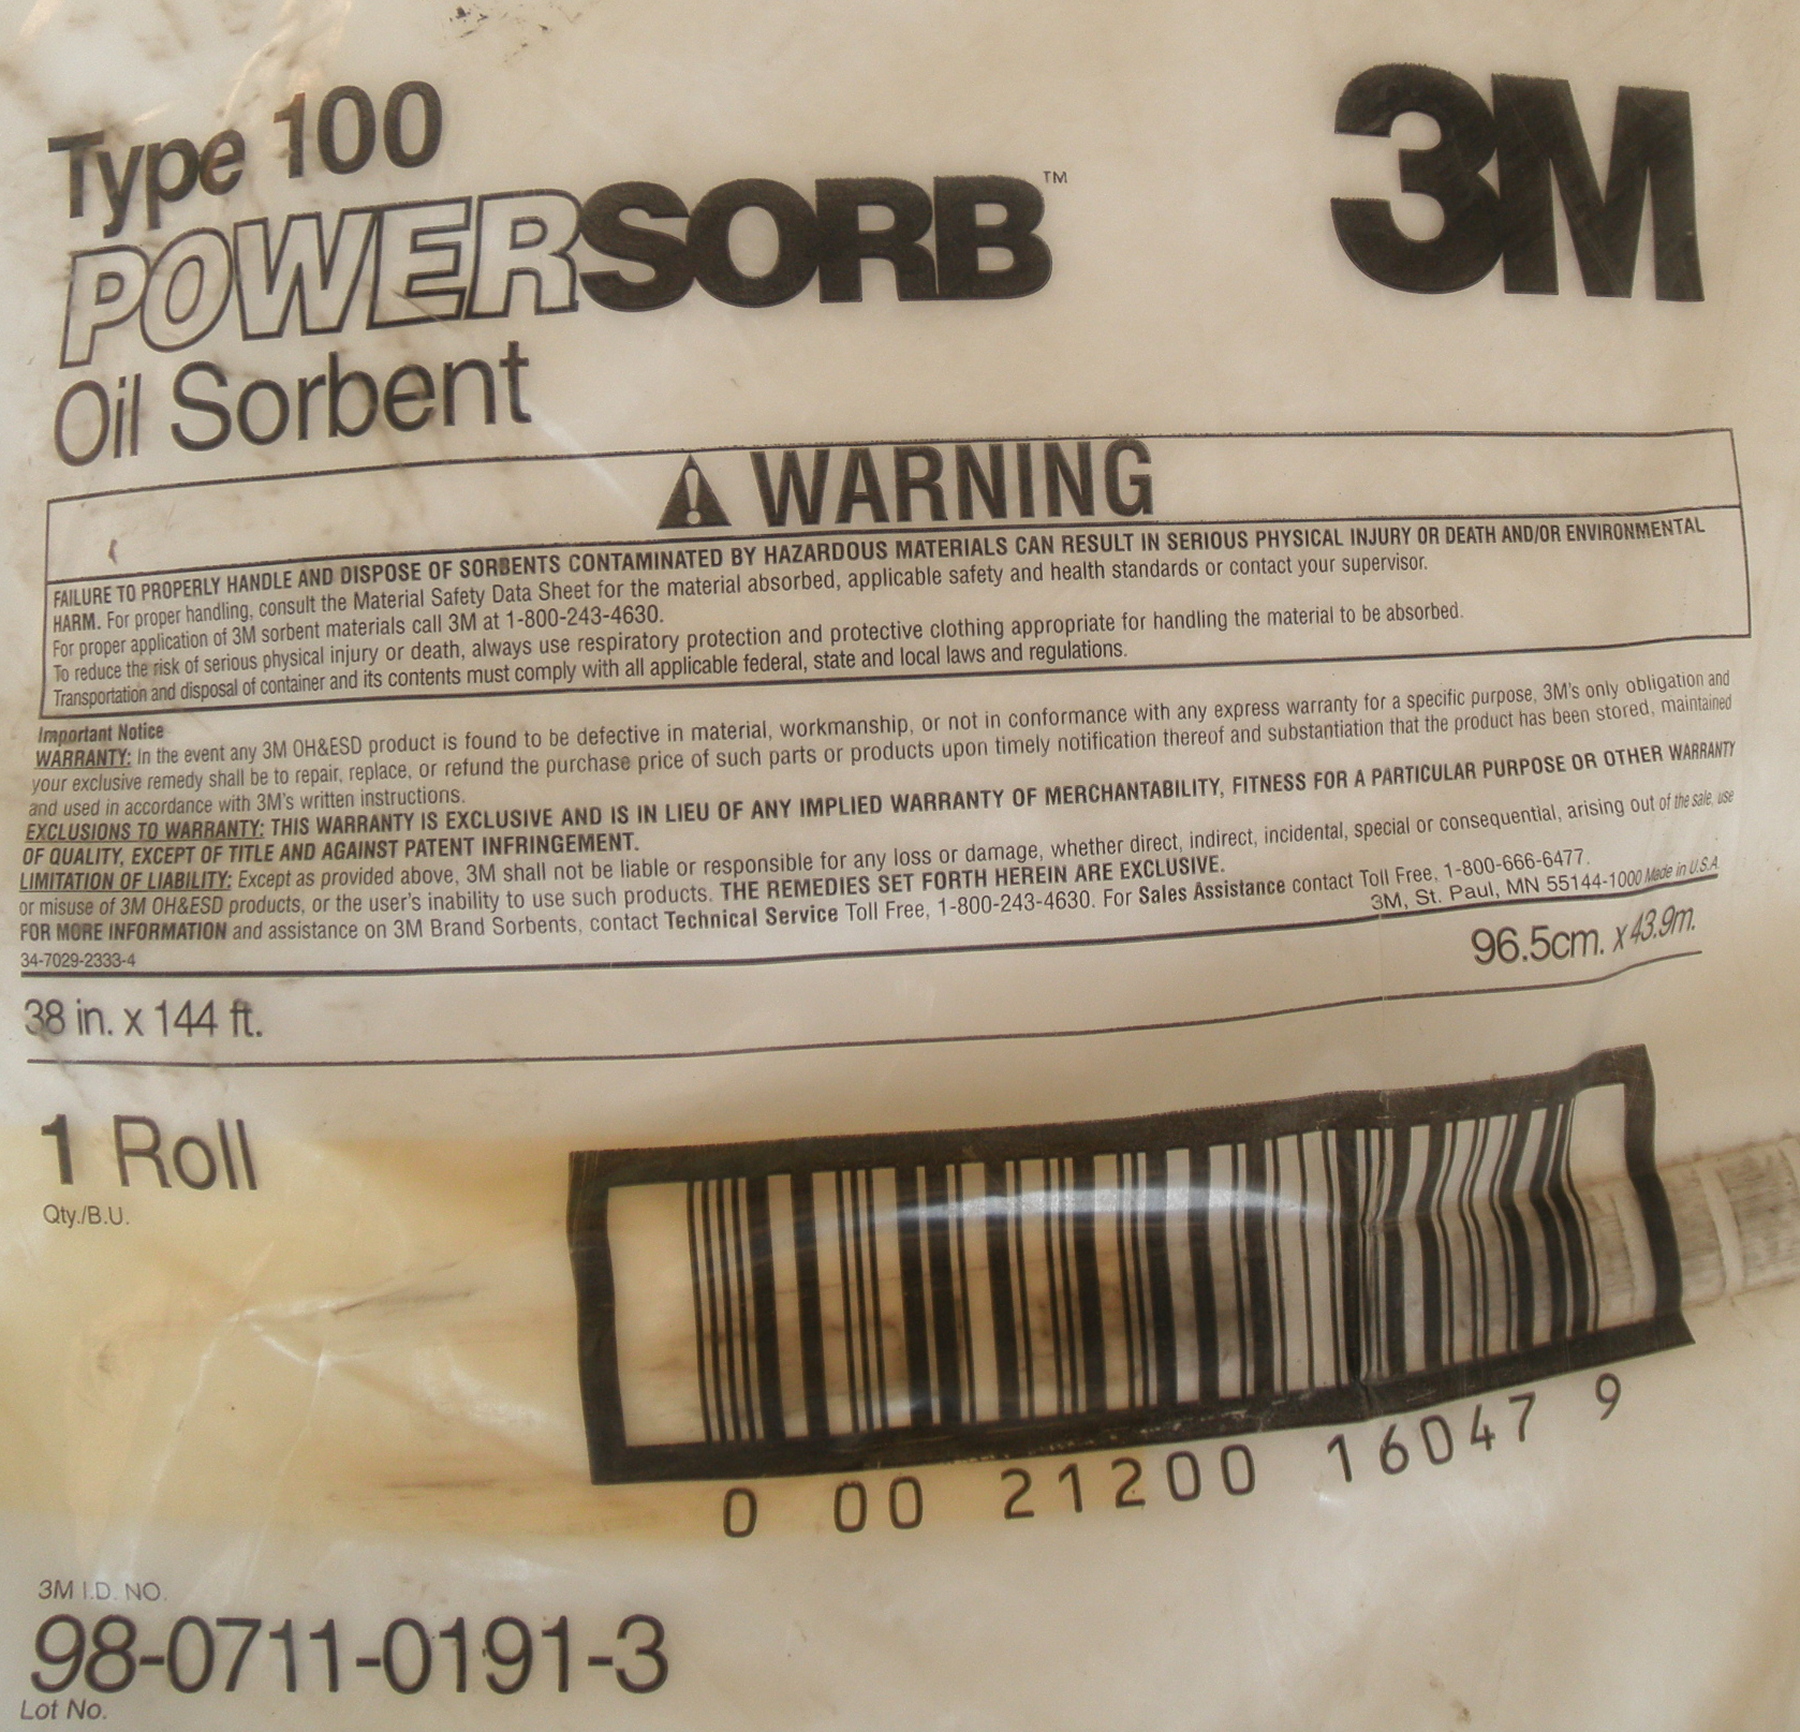 Type 100
POWERSORB™
Oil Sorbent
3M
WARNING
FAILURE TO PROPERLY HANDLE AND DISPOSE OF SORBENTS CONTAMINATED BY HAZARDOUS MATERIALS CAN RESULT IN SERIOUS PHYSICAL INJURY OR DEATH AND/OR ENVIRONMENTAL
HARM. For proper handling, consult the Material Safety Data Sheet for the material absorbed, applicable safety and health standards or contact your supervisor.
For proper application of 3M sorbent materials call 3M at 1-800-243-4630.
To reduce the risk of serious physical injury or death, always use respiratory protection and protective clothing appropriate for handling the material to be absorbed.
Transportation and disposal of container and its contents must comply with all applicable federal, state and local laws and regulations.
Important Notice
WARRANTY: In the event any 3M OH&ESD product is found to be defective in material, workmanship, or not in conformance with any express warranty for a specific purpose, 3M's only obligation and
your exclusive remedy shall be to repair, replace, or refund the purchase price of such parts or products upon timely notification thereof and substantiation that the product has been stored, maintained
and used in accordance with 3M's written instructions.
EXCLUSIONS TO WARRANTY: THIS WARRANTY IS EXCLUSIVE AND IS IN LIEU OF ANY IMPLIED WARRANTY OF MERCHANTABILITY, FITNESS FOR A PARTICULAR PURPOSE OR OTHER WARRANTY
OF QUALITY, EXCEPT OF TITLE AND AGAINST PATENT INFRINGEMENT.
LIMITATION OF LIABILITY: Except as provided above, 3M shall not be liable or responsible for any loss or damage, whether direct, indirect, incidental, special or consequential, arising out of the sale, use
or misuse of 3M OH&ESD products, or the user's inability to use such products. THE REMEDIES SET FORTH HEREIN ARE EXCLUSIVE.
FOR MORE INFORMATION and assistance on 3M Brand Sorbents, contact Technical Service Toll Free, 1-800-243-4630. For Sales Assistance contact Toll Free, 1-800-666-6477.
3M, St. Paul, MN 55144-1000 Made in U.S.A.
34-7029-2333-4
38 in. x 144 ft.
96.5cm. x 43.9m.
1 Roll
Qty./B.U.
0 00 21200 16047 9
3M I.D. NO.
98-0711-0191-3
Lot No.